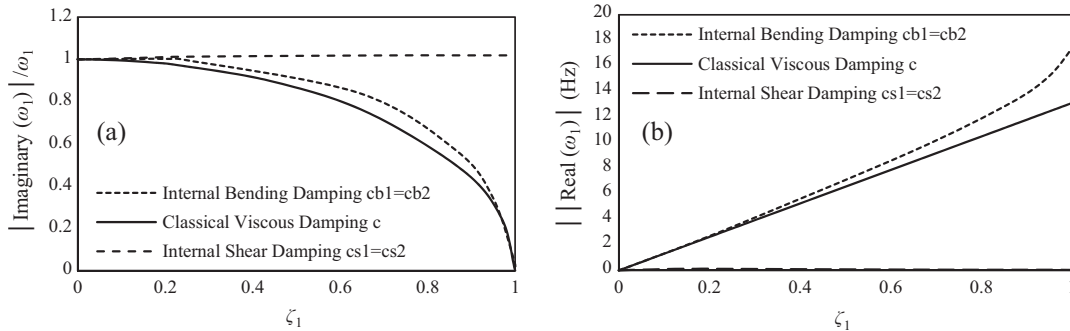 1.2
1
0.8
0.6
0.4
0.2
0
|Imaginary (ω₁)|/ω₁
(a)
Internal Bending Damping cb1=cb2
Classical Viscous Damping c
Internal Shear Damping cs1=cs2
0 0.2 0.4 0.6 0.8 1
ζ₁
20
18
16
14
12
10
8
6
4
2
0
||Real (ω₁)|| (Hz)
Internal Bending Damping cb1=cb2
Classical Viscous Damping c
Internal Shear Damping cs1=cs2
(b)
0 0.2 0.4 0.6 0.8 1
ζ₁